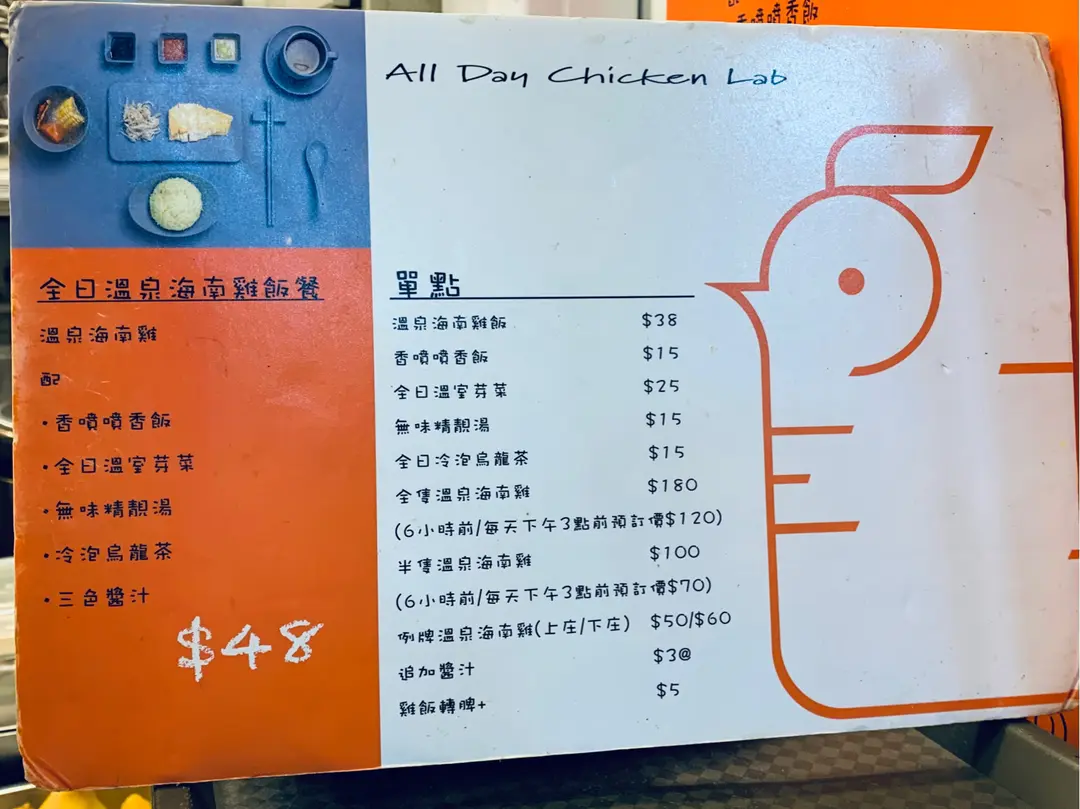 香噴噴香飯
All Day Chicken Lab
全日溫泉海南雞飯餐
溫泉海南雞
配
·香噴噴香飯
·全日溫室芽菜
·無味精靚湯
·冷泡烏龍茶
·三色醬汁
$48
單點
溫泉海南雞飯 $38
香噴噴香飯 $15
全日溫室芽菜 $25
無味精靚湯 $15
全日冷泡烏龍茶 $15
全隻溫泉海南雞 $180
(6小時前/每天下午3點前預訂價$120)
半隻溫泉海南雞 $100
(6小時前/每天下午3點前預訂價$70)
例牌溫泉海南雞(上庄/下庄) $50/$60
追加醬汁 $3@
雞飯轉脾+ $5